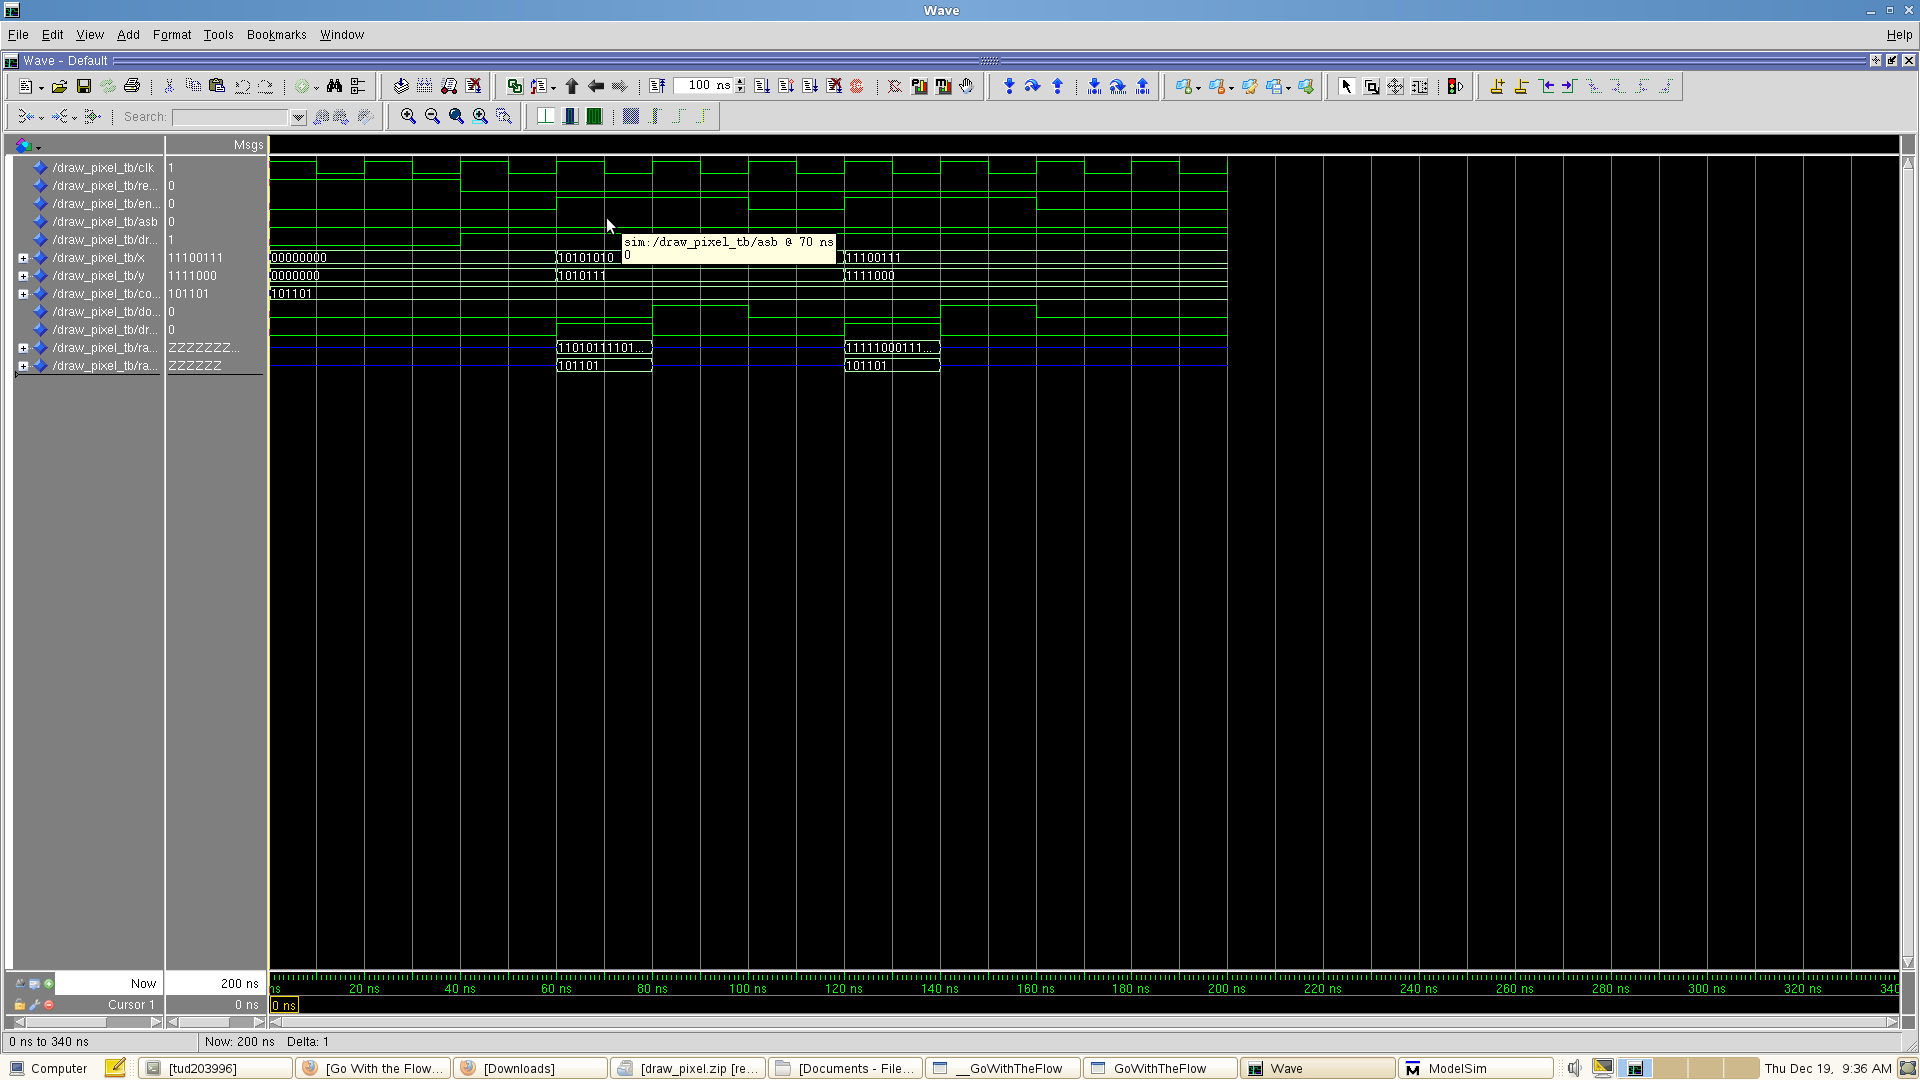 Wave
File Edit View Add Format Tools Bookmarks Window Help
Wave - Default
100 ns
Search:
Msgs
/draw_pixel_tb/clk 1
/draw_pixel_tb/re... 0
/draw_pixel_tb/en... 0
/draw_pixel_tb/asb 0
/draw_pixel_tb/dr... 1
sim:/draw_pixel_tb/asb @ 70 ns
0
/draw_pixel_tb/x 11100111 00000000 10101010 11100111
/draw_pixel_tb/y 1111000 0000000 1010111 1111000
/draw_pixel_tb/co... 101101 101101
/draw_pixel_tb/do... 0
/draw_pixel_tb/dr... 0
/draw_pixel_tb/ra... ZZZZZZZ... 11010111101... 11111000111...
/draw_pixel_tb/ra... ZZZZZZ 101101 101101
Now 200 ns
ns 20 ns 40 ns 60 ns 80 ns 100 ns 120 ns 140 ns 160 ns 180 ns 200 ns 220 ns 240 ns 260 ns 280 ns 300 ns 320 ns 340
Cursor 1 0 ns 0 ns
0 ns to 340 ns Now: 200 ns Delta: 1
Computer [tud203996] [Go With the Flow... [Downloads] [draw_pixel.zip [re... [Documents - File... __GoWithTheFlow GoWithTheFlow Wave ModelSim Thu Dec 19, 9:36 AM